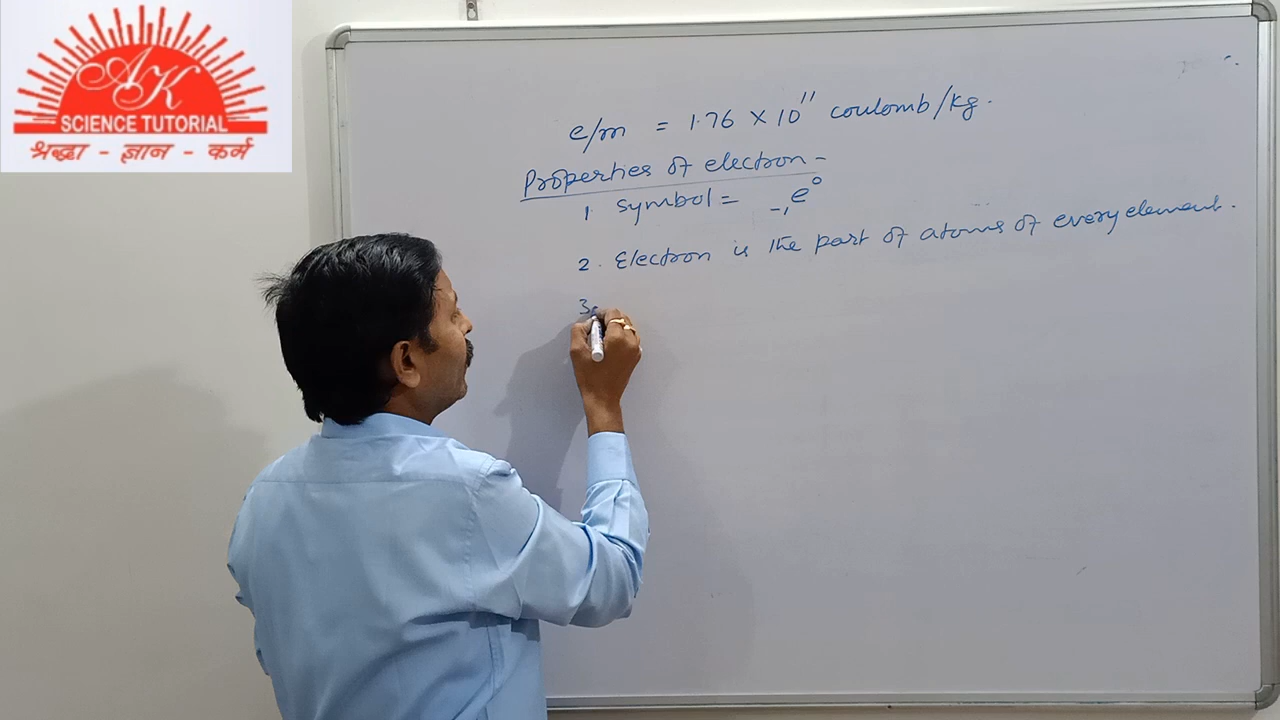 AK
SCIENCE TUTORIAL
श्रद्धा - ज्ञान - कर्म
e/m = 1.76 × 10¹¹ coulomb/kg.
Properties of electron -
1. Symbol = ₋₁e⁰
2. Electron is the part of atoms of every element.
3.